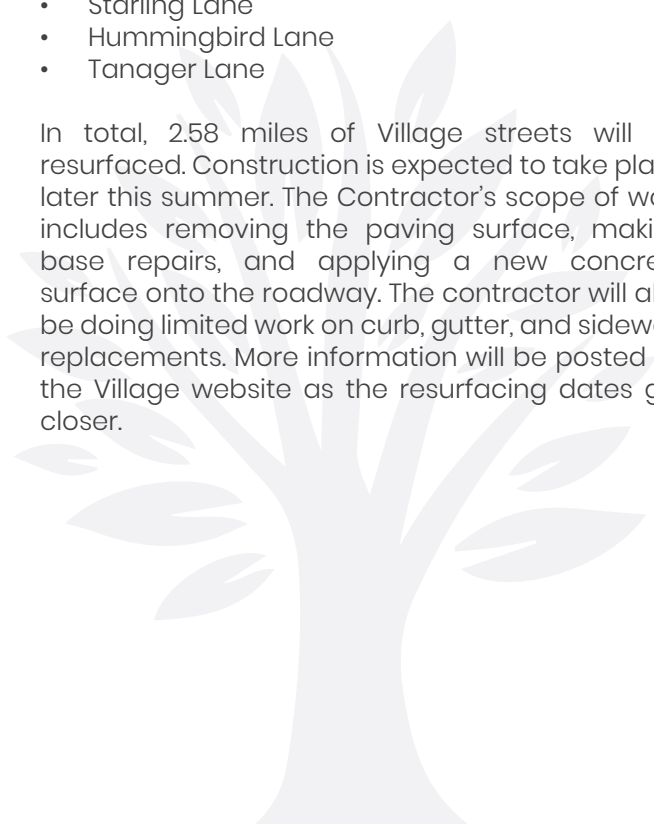 • Starling Lane
• Hummingbird Lane
• Tanager Lane
In total, 2.58 miles of Village streets will
resurfaced. Construction is expected to take pla
later this summer. The Contractor’s scope of wo
includes removing the paving surface, maki
base repairs, and applying a new concre
surface onto the roadway. The contractor will al
be doing limited work on curb, gutter, and sidewa
replacements. More information will be posted
the Village website as the resurfacing dates g
closer.